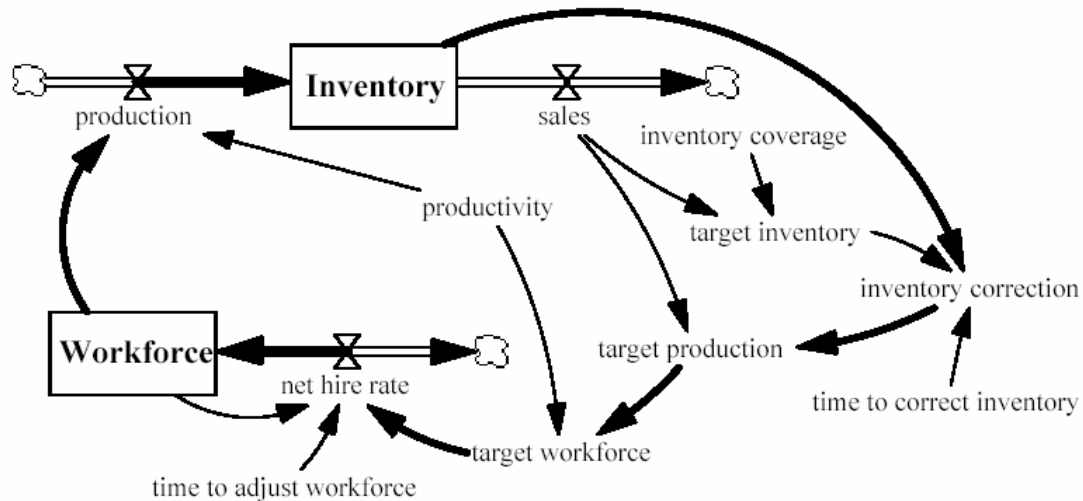 Inventory
production
sales
inventory coverage
productivity
target inventory
inventory correction
Workforce
target production
net hire rate
time to correct inventory
target workforce
time to adjust workforce